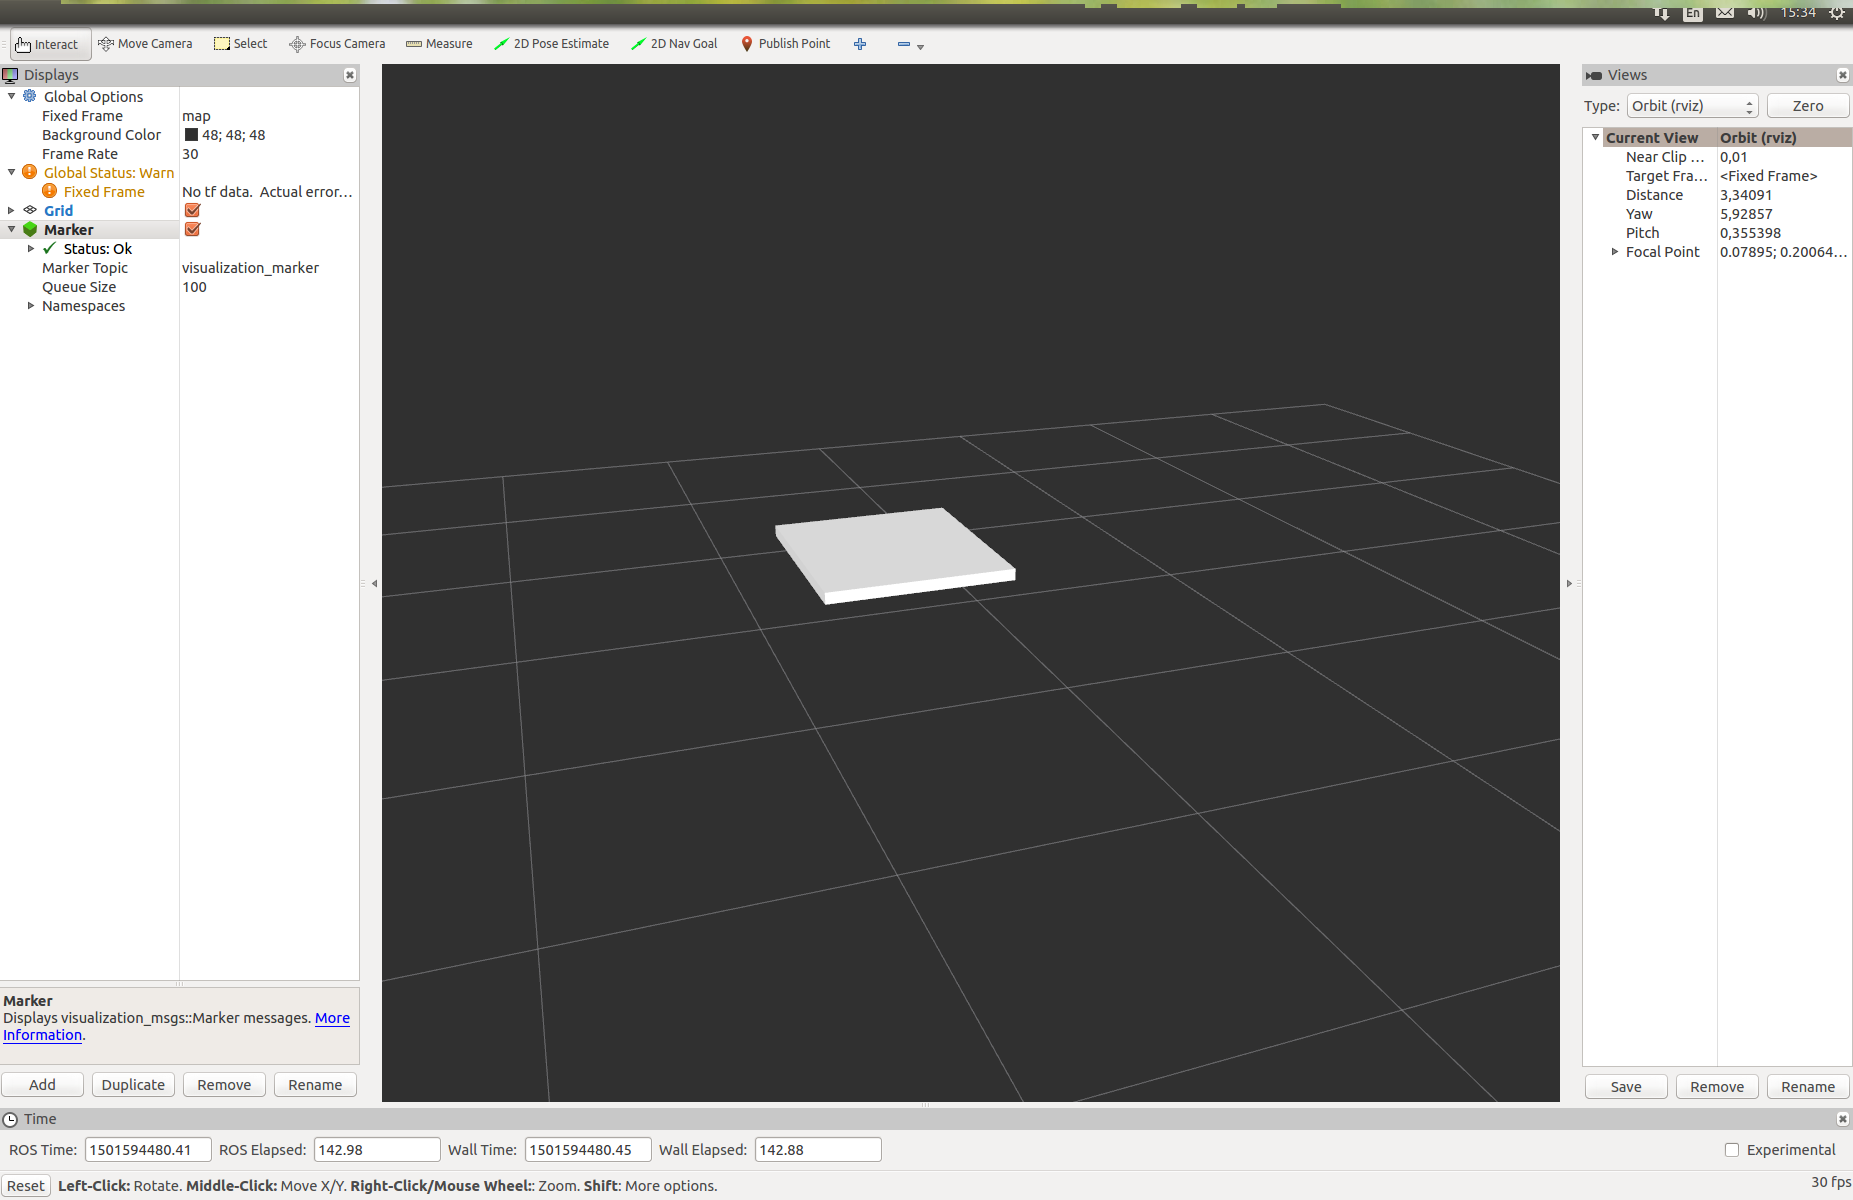 En 15:34
Interact Move Camera Select Focus Camera Measure 2D Pose Estimate 2D Nav Goal Publish Point
Displays
Global Options
Fixed Frame map
Background Color 48; 48; 48
Frame Rate 30
Global Status: Warn
Fixed Frame No tf data.  Actual error...
Grid
Marker
Status: Ok
Marker Topic visualization_marker
Queue Size 100
Namespaces
Marker
Displays visualization_msgs::Marker messages. More
Information.
Add Duplicate Remove Rename
Views
Type: Orbit (rviz) Zero
Current View Orbit (rviz)
Near Clip ... 0,01
Target Fra... <Fixed Frame>
Distance 3,34091
Yaw 5,92857
Pitch 0,355398
Focal Point 0.07895; 0.20064...
Save Remove Rename
Time
ROS Time: 1501594480.41 ROS Elapsed: 142.98 Wall Time: 1501594480.45 Wall Elapsed: 142.88 Experimental
Reset Left-Click: Rotate. Middle-Click: Move X/Y. Right-Click/Mouse Wheel:: Zoom. Shift: More options. 30 fps